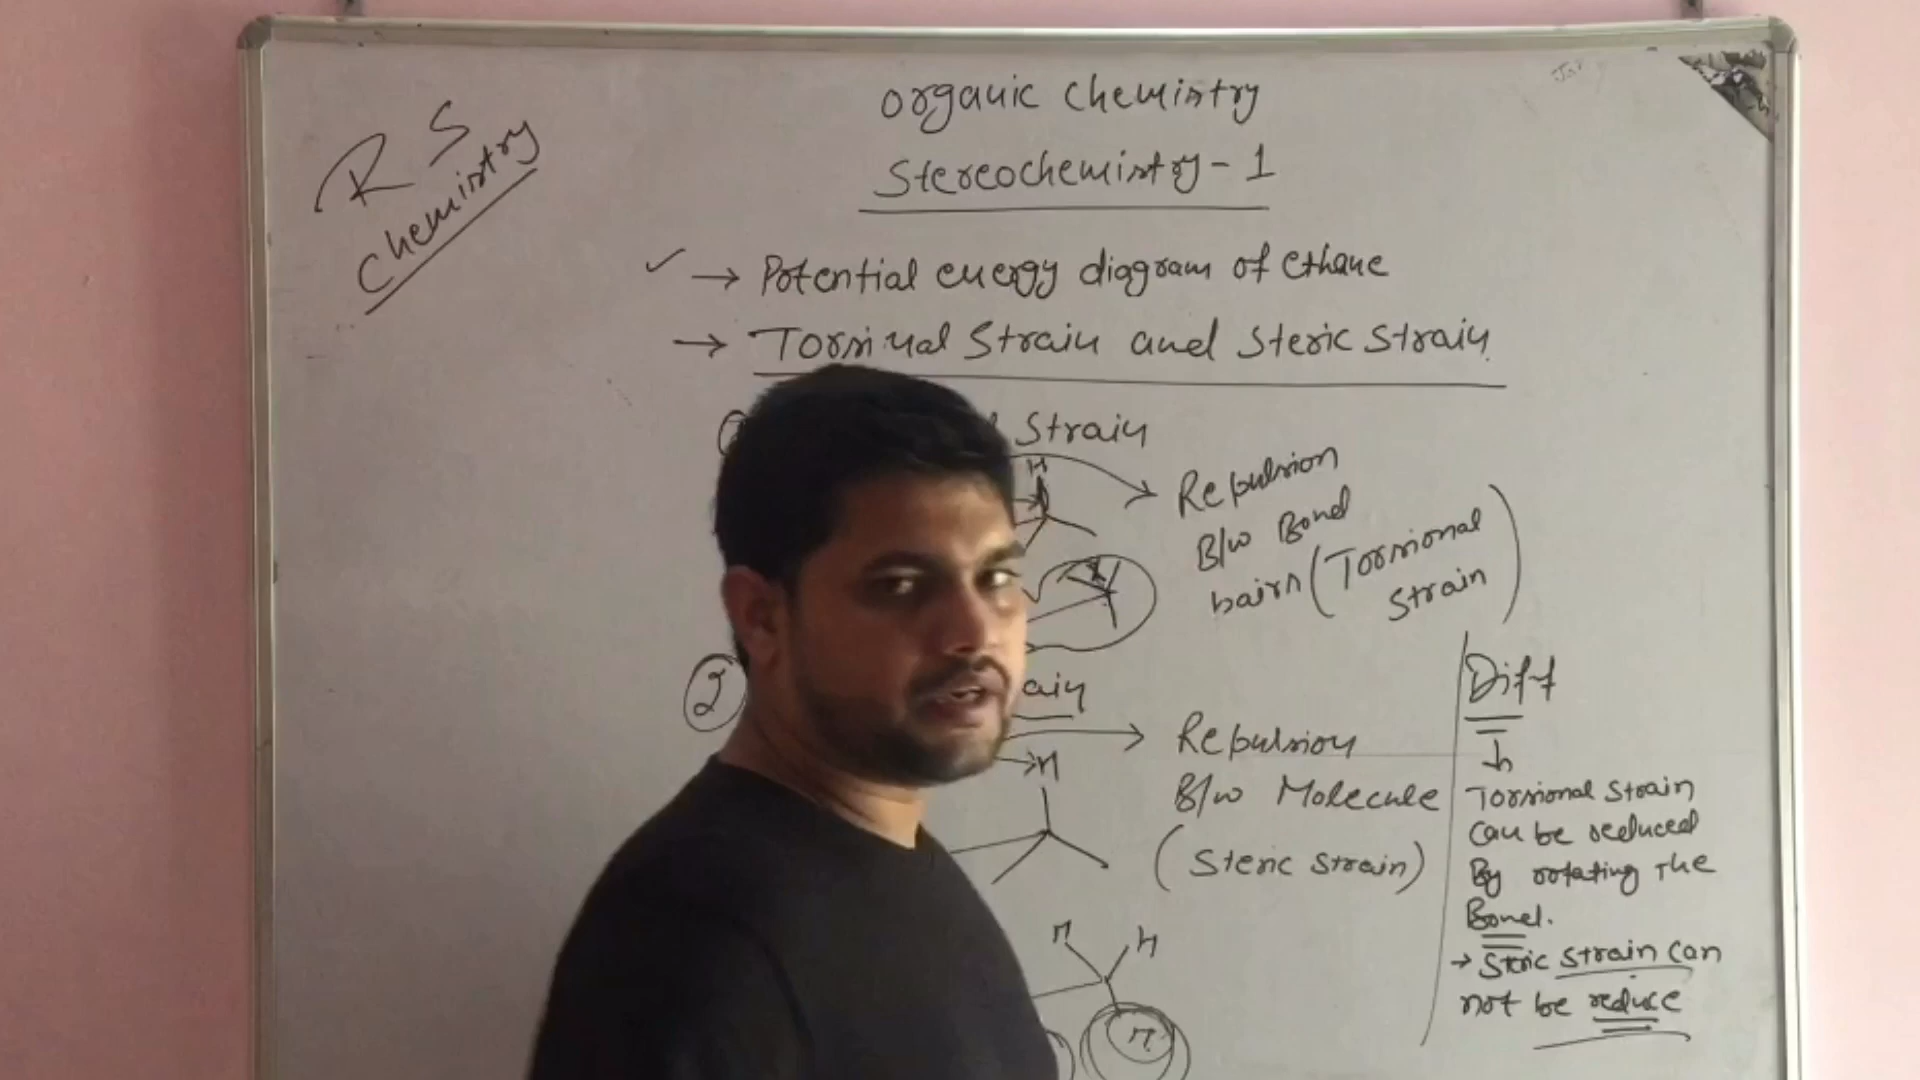 RS
Chemistry
Organic Chemistry
Stereochemistry-1
✓ → Potential energy diagram of ethane
→ Torsinal Strain and Steric Strain
Strain
H
Repulsion
B/w Bond
pairs (Torsional
Strain)
2
ain
Repulsion
B/w Molecule
(Steric Strain)
H
H
H
H
Diff
Torsional Strain
Can be reduced
By rotating The
Bond.
→ Steric Strain Can
not be reduce